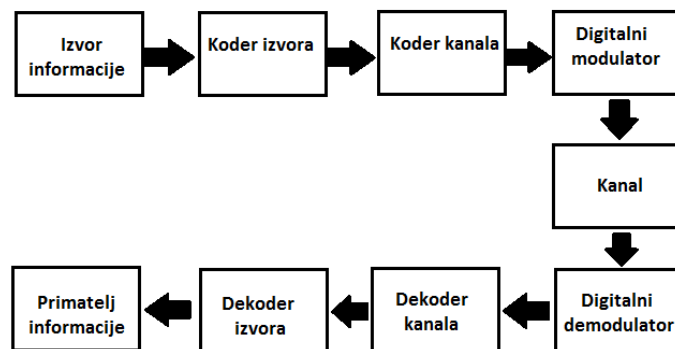 Izvor
informacije
Koder izvora
Koder kanala
Digitalni
modulator
Kanal
Digitalni
demodulator
Dekoder
kanala
Dekoder
izvora
Primatelj
informacije